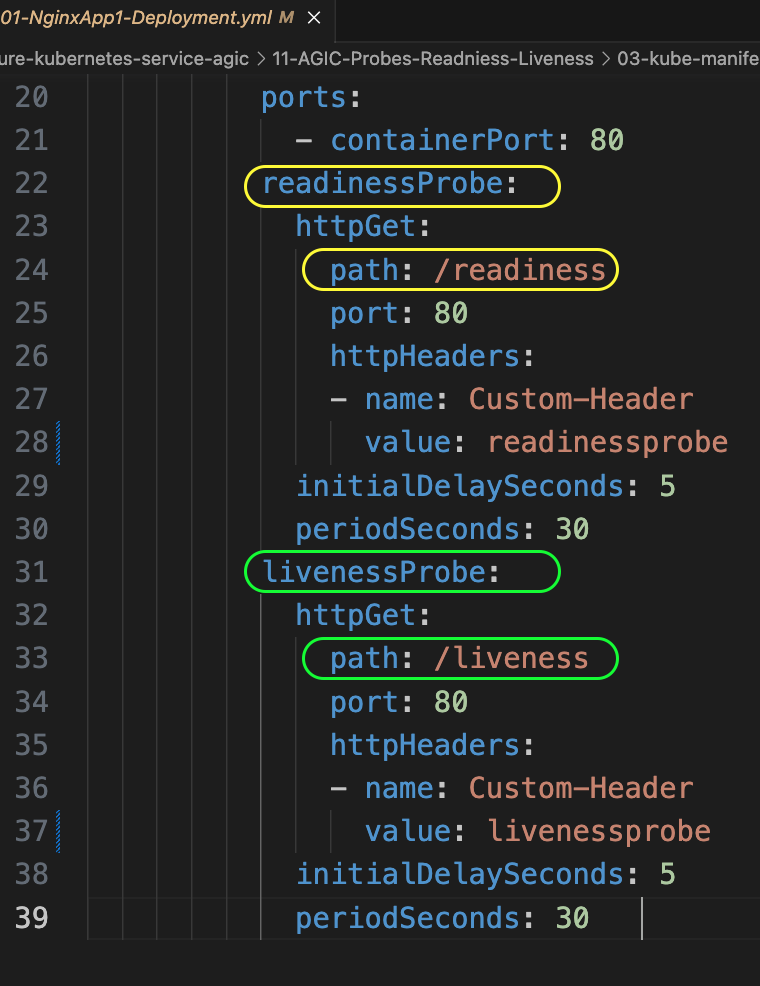 01-NginxApp1-Deployment.yml M ×
ure-kubernetes-service-agic > 11-AGIC-Probes-Readniess-Liveness > 03-kube-manife
20 ports:
21 - containerPort: 80
22 readinessProbe:
23 httpGet:
24 path: /readiness
25 port: 80
26 httpHeaders:
27 - name: Custom-Header
28 value: readinessprobe
29 initialDelaySeconds: 5
30 periodSeconds: 30
31 livenessProbe:
32 httpGet:
33 path: /liveness
34 port: 80
35 httpHeaders:
36 - name: Custom-Header
37 value: livenessprobe
38 initialDelaySeconds: 5
39 periodSeconds: 30